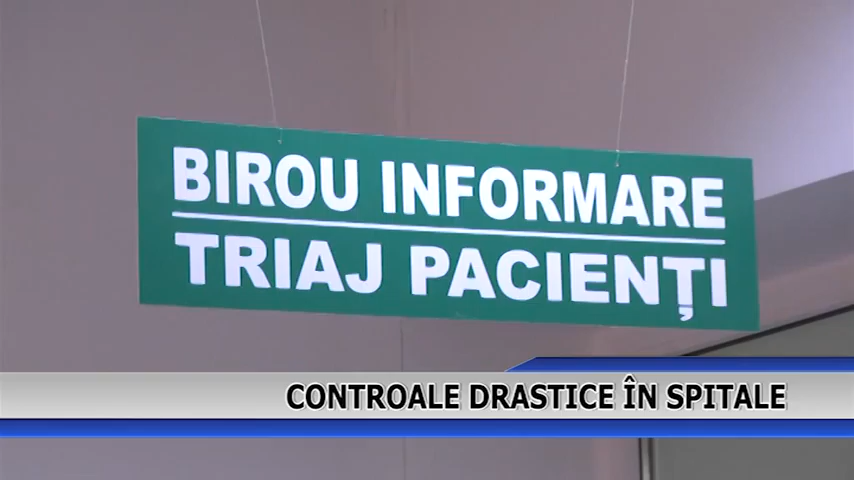 BIROU INFORMARE
TRIAJ PACIENȚI
CONTROALE DRASTICE ÎN SPITALE